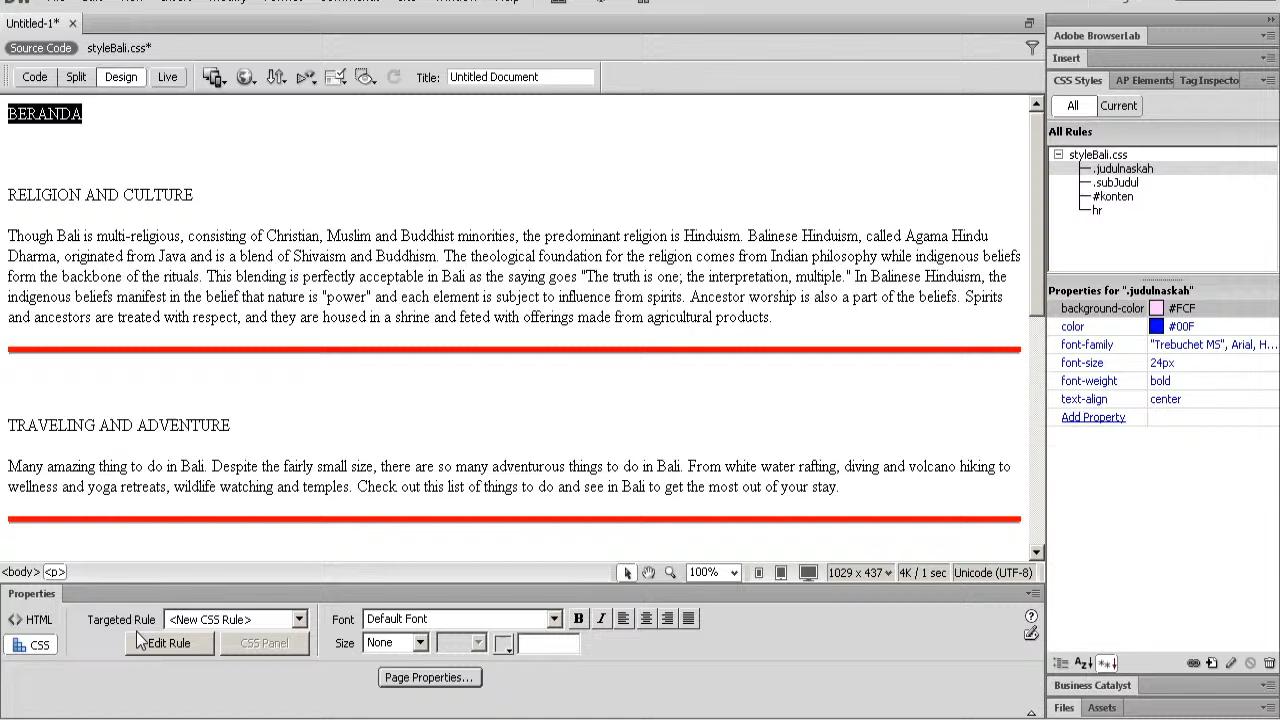 Untitled-1*
Source Code styleBali.css*
Code Split Design Live Title: Untitled Document
BERANDA
RELIGION AND CULTURE
Though Bali is multi-religious, consisting of Christian, Muslim and Buddhist minorities, the predominant religion is Hinduism. Balinese Hinduism, called Agama Hindu
Dharma, originated from Java and is a blend of Shivaism and Buddhism. The theological foundation for the religion comes from Indian philosophy while indigenous beliefs
form the backbone of the rituals. This blending is perfectly acceptable in Bali as the saying goes "The truth is one; the interpretation, multiple." In Balinese Hinduism, the
indigenous beliefs manifest in the belief that nature is "power" and each element is subject to influence from spirits. Ancestor worship is also a part of the beliefs. Spirits
and ancestors are treated with respect, and they are housed in a shrine and feted with offerings made from agricultural products.
TRAVELING AND ADVENTURE
Many amazing thing to do in Bali. Despite the fairly small size, there are so many adventurous things to do in Bali. From white water rafting, diving and volcano hiking to
wellness and yoga retreats, wildlife watching and temples. Check out this list of things to do and see in Bali to get the most out of your stay.
<body> <p> 100% 1029 x 437 4K / 1 sec Unicode (UTF-8)
Properties
<> HTML Targeted Rule <New CSS Rule> Font Default Font B I
CSS Edit Rule CSS Panel Size None
Page Properties...
Adobe BrowserLab
Insert
CSS Styles AP Elements Tag Inspecto
All Current
All Rules
styleBali.css
.judulnaskah
.subJudul
#konten
hr
Properties for ".judulnaskah"
background-color #FCF
color #00F
font-family "Trebuchet MS", Arial, H...
font-size 24px
font-weight bold
text-align center
Add Property
Business Catalyst
Files Assets